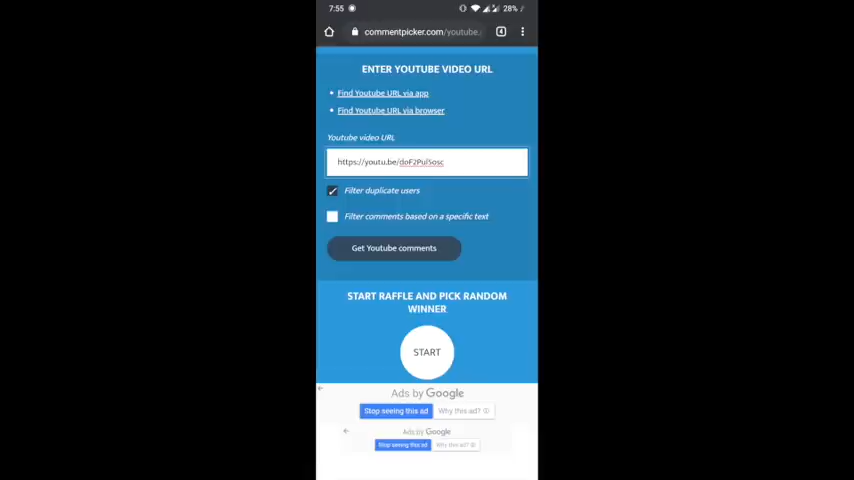 7:55 28%
commentpicker.com/youtube. 4
ENTER YOUTUBE VIDEO URL
• Find Youtube URL via app
• Find Youtube URL via browser
Youtube video URL
https://youtu.be/doF2Pul5osc
Filter duplicate users
Filter comments based on a specific text
Get Youtube comments
START RAFFLE AND PICK RANDOM
WINNER
START
Ads by Google
Stop seeing this ad Why this ad?
Ads by Google
Stop seeing this ad Why this ad?